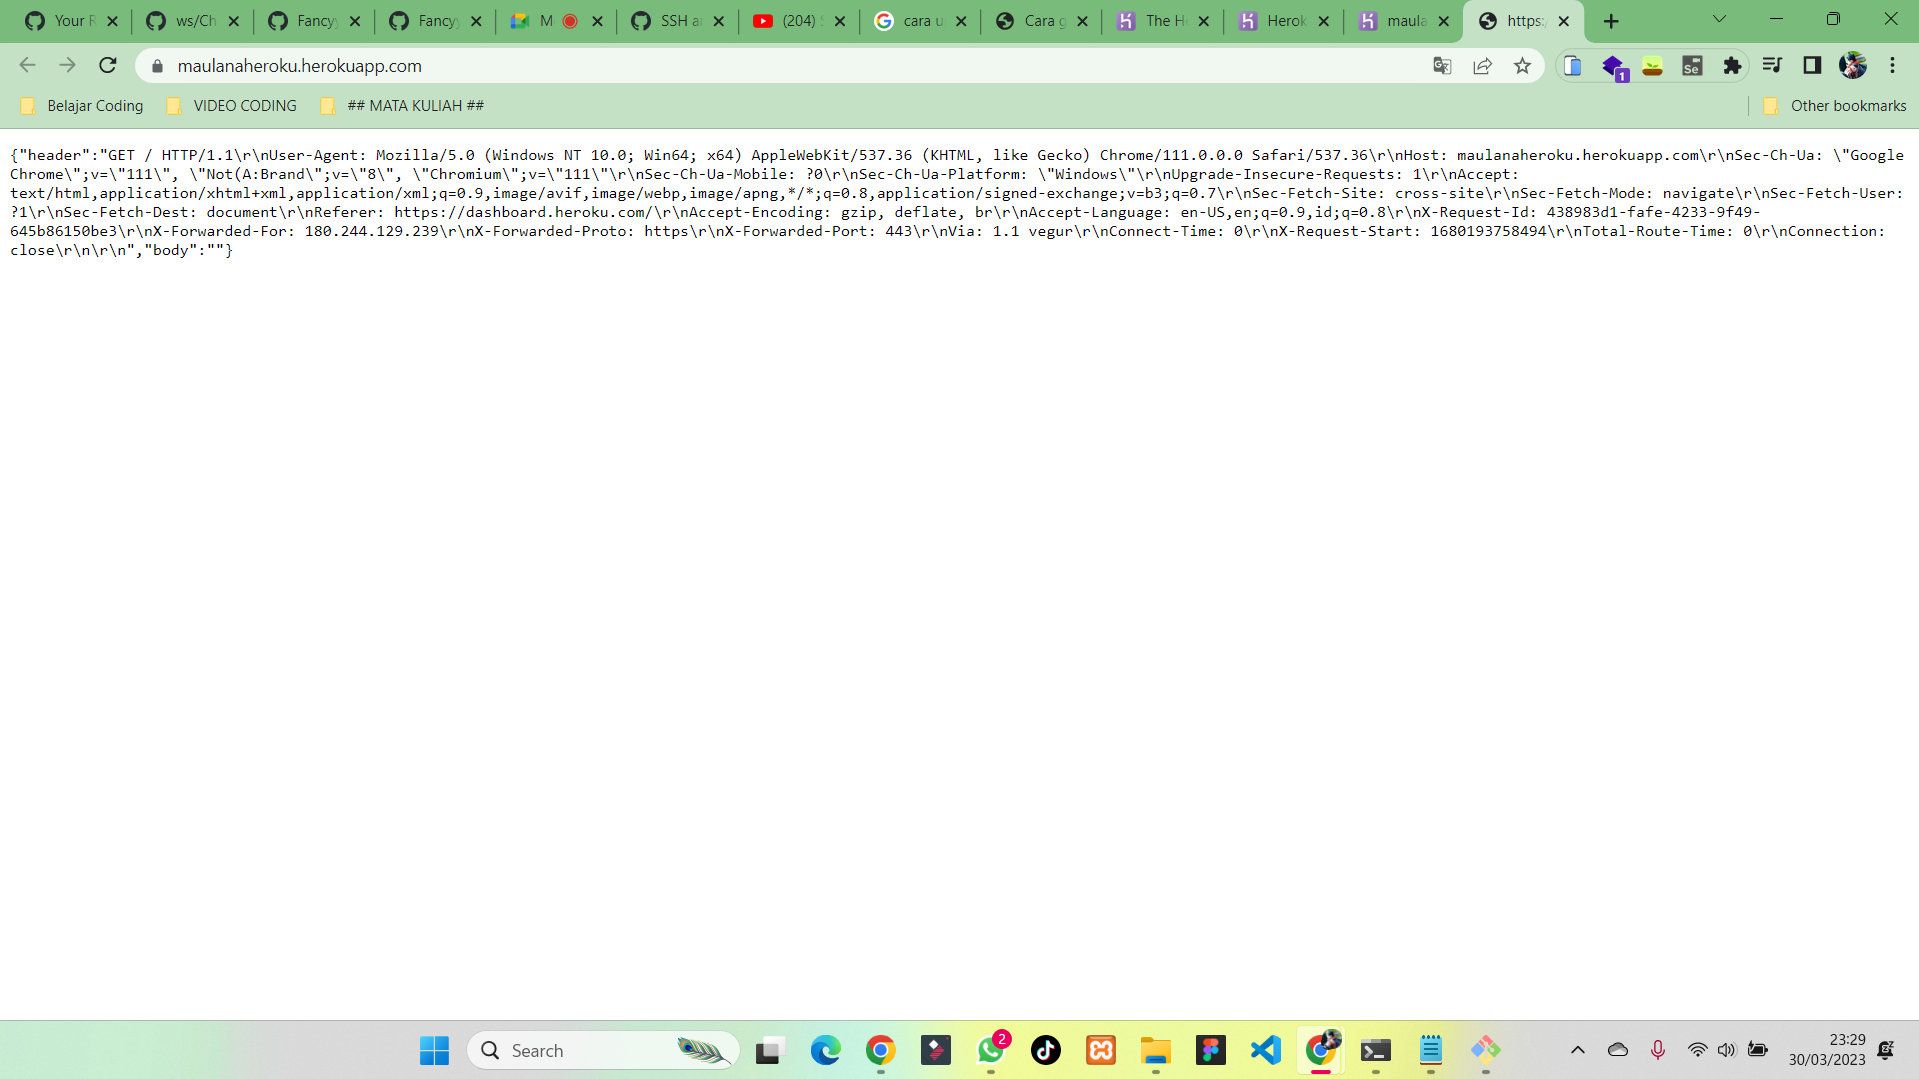 Your R
ws/Ch
Fancyy
Fancyy
M
SSH an
(204) S
cara u
Cara g
The He
Herok
maula
https:/
maulanaheroku.herokuapp.com
1
Belajar Coding
VIDEO CODING
## MATA KULIAH ##
Other bookmarks
{"header":"GET / HTTP/1.1\r\nUser-Agent: Mozilla/5.0 (Windows NT 10.0; Win64; x64) AppleWebKit/537.36 (KHTML, like Gecko) Chrome/111.0.0.0 Safari/537.36\r\nHost: maulanaheroku.herokuapp.com\r\nSec-Ch-Ua: \"Google
Chrome\";v=\"111\", \"Not(A:Brand\";v=\"8\", \"Chromium\";v=\"111\"\r\nSec-Ch-Ua-Mobile: ?0\r\nSec-Ch-Ua-Platform: \"Windows\"\r\nUpgrade-Insecure-Requests: 1\r\nAccept:
text/html,application/xhtml+xml,application/xml;q=0.9,image/avif,image/webp,image/apng,*/*;q=0.8,application/signed-exchange;v=b3;q=0.7\r\nSec-Fetch-Site: cross-site\r\nSec-Fetch-Mode: navigate\r\nSec-Fetch-User:
?1\r\nSec-Fetch-Dest: document\r\nReferer: https://dashboard.heroku.com/\r\nAccept-Encoding: gzip, deflate, br\r\nAccept-Language: en-US,en;q=0.9,id;q=0.8\r\nX-Request-Id: 438983d1-fafe-4233-9f49-
645b86150be3\r\nX-Forwarded-For: 180.244.129.239\r\nX-Forwarded-Proto: https\r\nX-Forwarded-Port: 443\r\nVia: 1.1 vegur\r\nConnect-Time: 0\r\nX-Request-Start: 1680193758494\r\nTotal-Route-Time: 0\r\nConnection:
close\r\n\r\n","body":""}
Search
2
23:29
30/03/2023